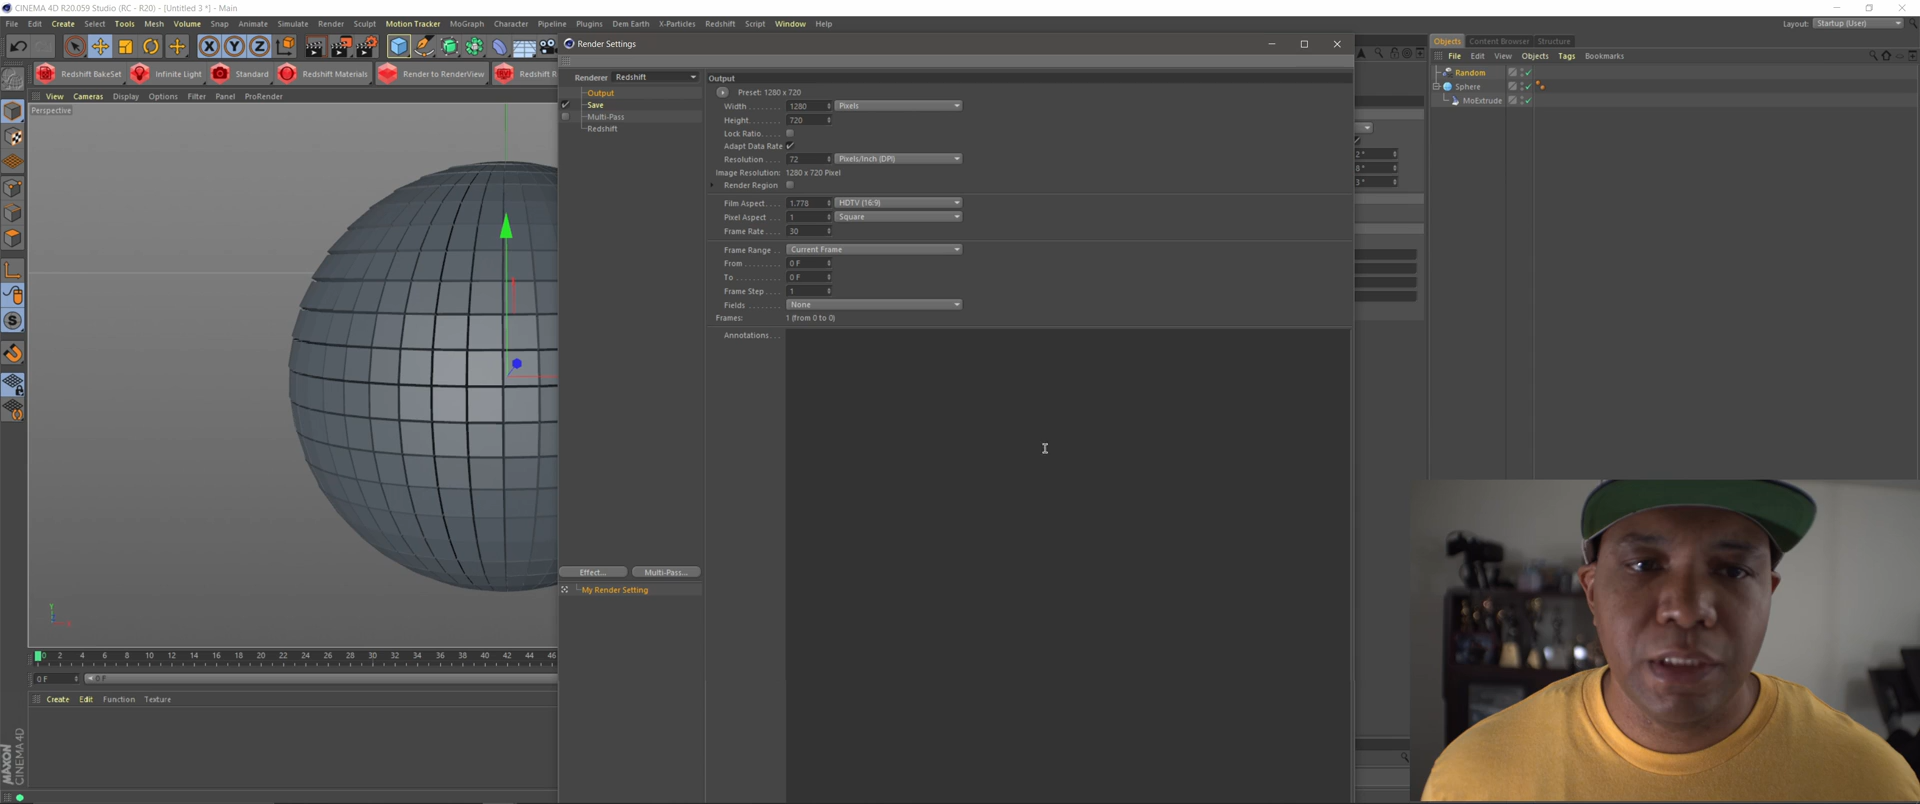 CINEMA 4D R20.059 Studio (RC - R20) - [Untitled 3 *] - Main
File Edit Create Select Tools Mesh Volume Snap Animate Simulate Render Motion Tracker MoGraph Character Pipeline Plugins Dem Earth X-Particles Redshift Script Window Help
Layout: Startup (User)
Render Settings
Objects Content Browser Structure
File Edit View Objects Tags Bookmarks
Redshift BakeSet Infinite Light Standard Redshift Materials Render to RenderView Redshift R
Random
Sphere
MoExtrude
View Cameras Display Options Filter Panel ProRender
Perspective
Renderer Redshift
Output
Save
Multi-Pass
Redshift
Output
Preset: 1280 x 720
Width 1280 Pixels
Height 720
Lock Ratio
Adapt Data Rate
Resolution 72 Pixels/Inch (DPI)
Image Resolution: 1280 x 720 Pixel
Render Region
Film Aspect 1.778 HDTV (16:9)
Pixel Aspect 1 Square
Frame Rate 30
Frame Range Current Frame
From 0 F
To 0 F
Frame Step 1
Fields None
Frames: 1 (from 0 to 0)
Annotations
Effect... Multi-Pass...
My Render Setting
Y
0 2 4 6 8 10 12 14 16 18 20 22 24 26 28 30 32 34 36 38 40 42 44 46
0 F 0 F
Create Edit Function Texture
MAXON
CINEMA 4D